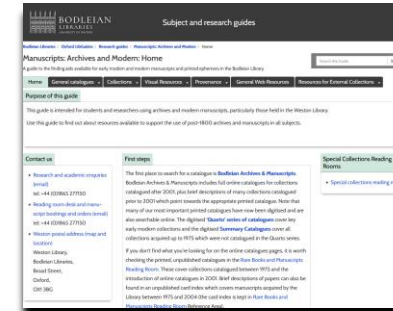 BODLEIAN
LIBRARIES
Subject and research guides
Bodleian Libraries / Oxford LibGuides / Research guides / Manuscripts: Archives and Modern / Home
Manuscripts: Archives and Modern: Home
A guide to the finding aids available for early modern and modern manuscripts and printed ephemera in the Bodleian Library
Home
General catalogues
Collections
Visual Resources
Provenance
General Web Resources
Resources for External Collections
Purpose of this guide
This guide is intended for students and researchers using archives and modern manuscripts, particularly those held in the Weston Library.
Use this guide to find out about resources available to support the use of post-1800 archives and manuscripts in all subjects.
Contact us
Research and academic enquiries
(email)
tel: +44 (0)1865 277150
Reading room desk and manu-
script bookings and orders (email)
tel: +44 (0)1865 277150
Weston postal address (map and
location)
Weston Library,
Bodleian Libraries,
Broad Street,
Oxford,
OX1 3BG
First steps
The first place to search for a catalogue is Bodleian Archives & Manuscripts.
Bodleian Archives & Manuscripts includes full online catalogues for collections
catalogued after 2001, plus brief descriptions of many collections catalogued
prior to 2001 which point towards the appropriate printed catalogue. Note that
many of our most important printed catalogues have now been digitised and are
also searchable online. The digitised 'Quarto' series of catalogues cover key
early modern collections and the digitised Summary Catalogues cover all
collections acquired up to 1975 which were not catalogued in the Quarto series.
If you don't find what you're looking for on the online catalogues pages, it is worth
checking the printed, unpublished catalogues in the Rare Books and Manuscripts
Reading Room. These cover collections catalogued between 1975 and the
introduction of online catalogues in 2001. Brief descriptions of papers can also be
found in an unpublished card index which covers manuscripts acquired by the
Library between 1975 and 2004 (the card index is kept in Rare Books and
Manuscripts Reading Room Reference Area).
Special Collections Reading
Rooms
Special collections reading